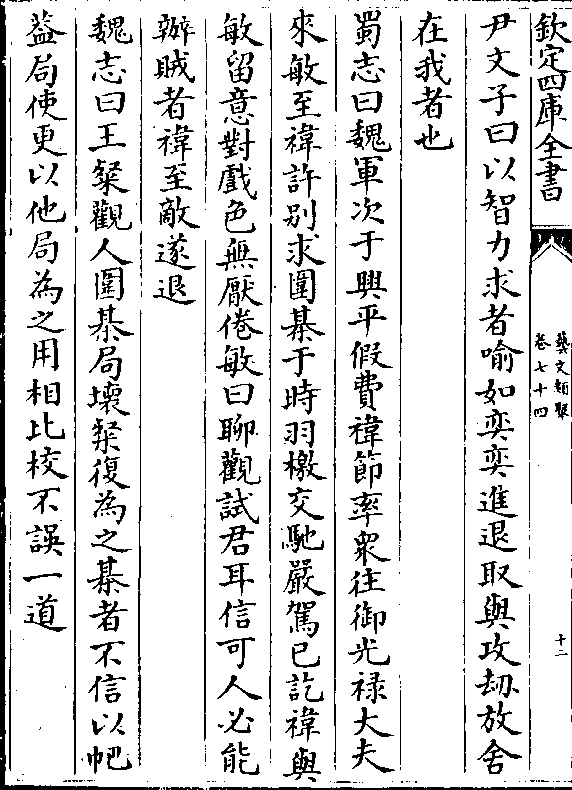 欽定四庫全書
藝文類聚
卷七十四
十二
尹文子曰以智力求者喻如弈弈進退取與攻刼放舍
在我者也
蜀志曰魏軍次于興平假費禕節率衆往御光禄大夫
來敏至禕許别求圍棊于時羽檄交馳嚴駕已訖禕與
敏留意對戲色無厭倦敏曰聊觀試君耳信可人必能
辦賊者禕至敵遂退
魏志曰王粲觀人圍棊局壞粲復為之棊者不信以帊
葢局使更以他局為之用相比校不誤一道